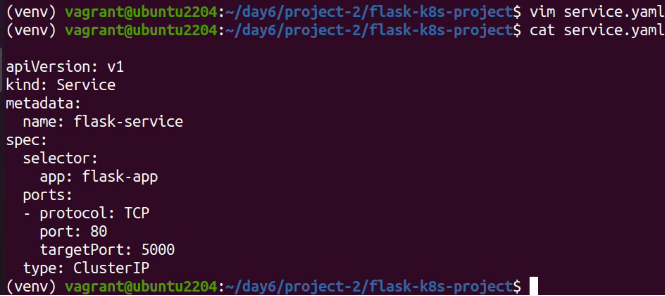 (venv) vagrant@ubuntu2204:~/day6/project-2/flask-k8s-project$ vim service.yaml
(venv) vagrant@ubuntu2204:~/day6/project-2/flask-k8s-project$ cat service.yaml
apiVersion: v1
kind: Service
metadata:
  name: flask-service
spec:
  selector:
    app: flask-app
  ports:
  - protocol: TCP
    port: 80
    targetPort: 5000
  type: ClusterIP
(venv) vagrant@ubuntu2204:~/day6/project-2/flask-k8s-project$